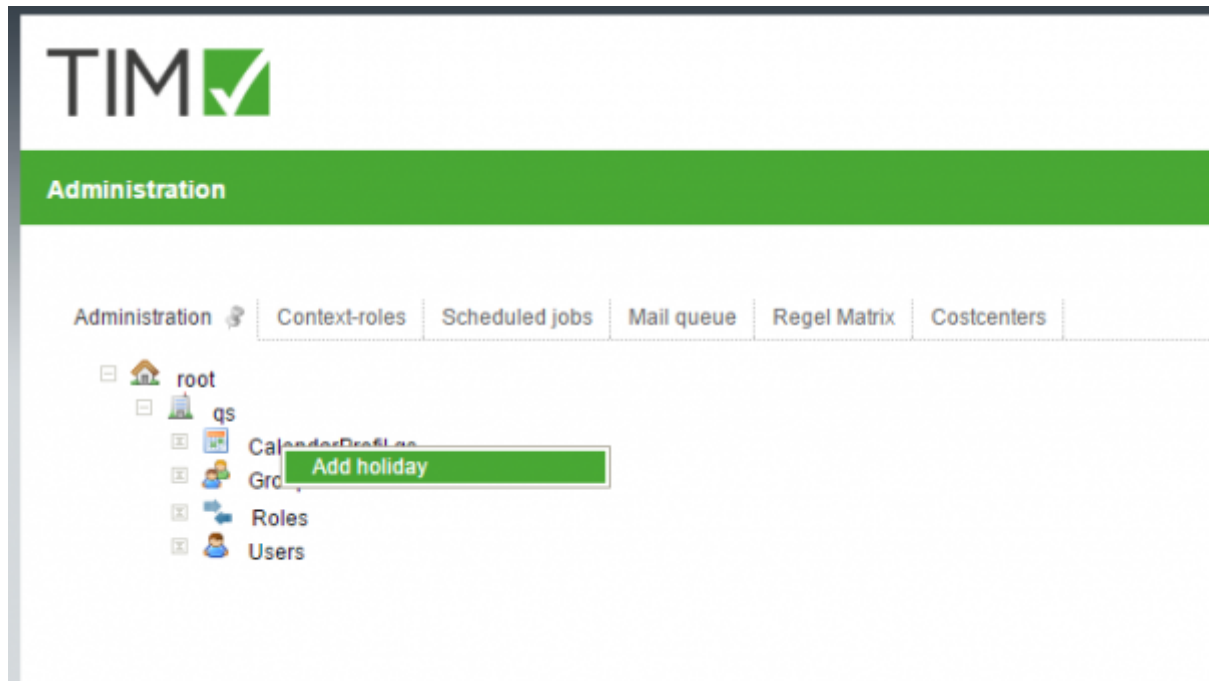 TIM
Administration
Administration Context-roles Scheduled jobs Mail queue Regel Matrix Costcenters
root
qs
Add holiday
Roles
Users